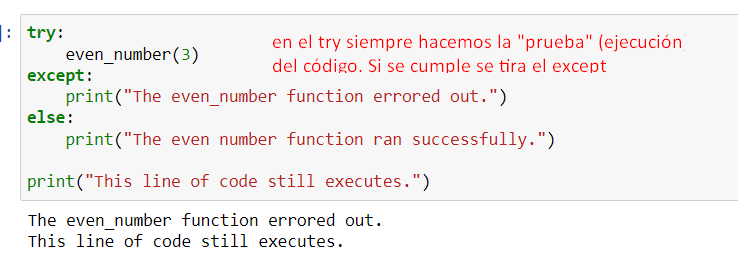 ]: try:
    even_number(3)
en el try siempre hacemos la "prueba" (ejecución)
del código. Si se cumple se tira el except
except:
    print("The even_number function errored out.")
else:
    print("The even number function ran successfully.")
print("This line of code still executes.")
The even_number function errored out.
This line of code still executes.